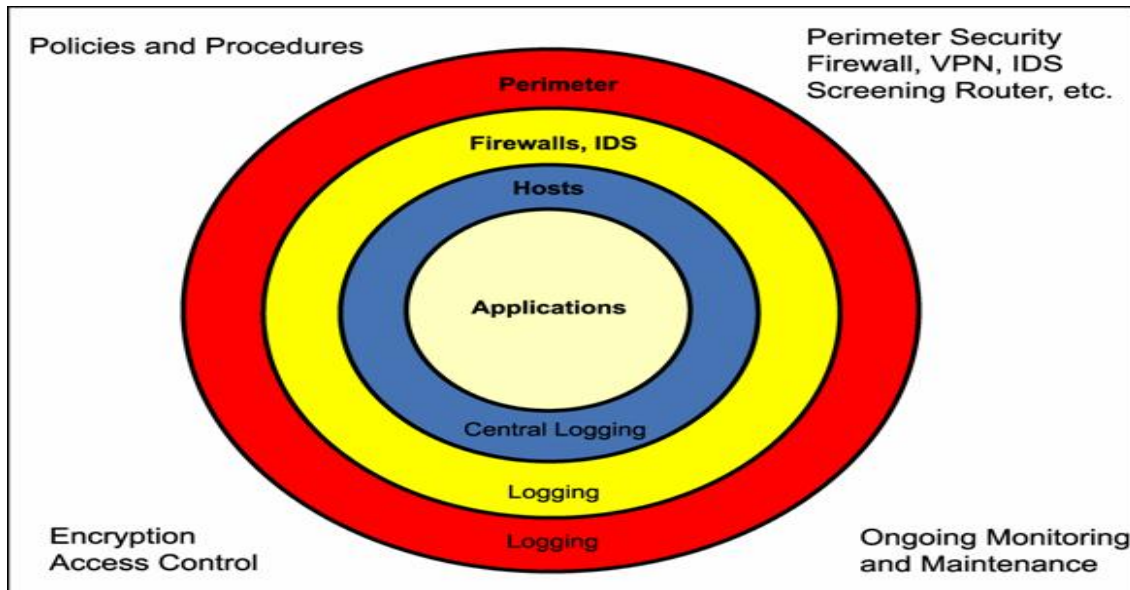 Policies and Procedures
Perimeter Security
Firewall, VPN, IDS
Screening Router, etc.
Perimeter
Firewalls, IDS
Hosts
Applications
Central Logging
Logging
Logging
Encryption
Access Control
Ongoing Monitoring
and Maintenance